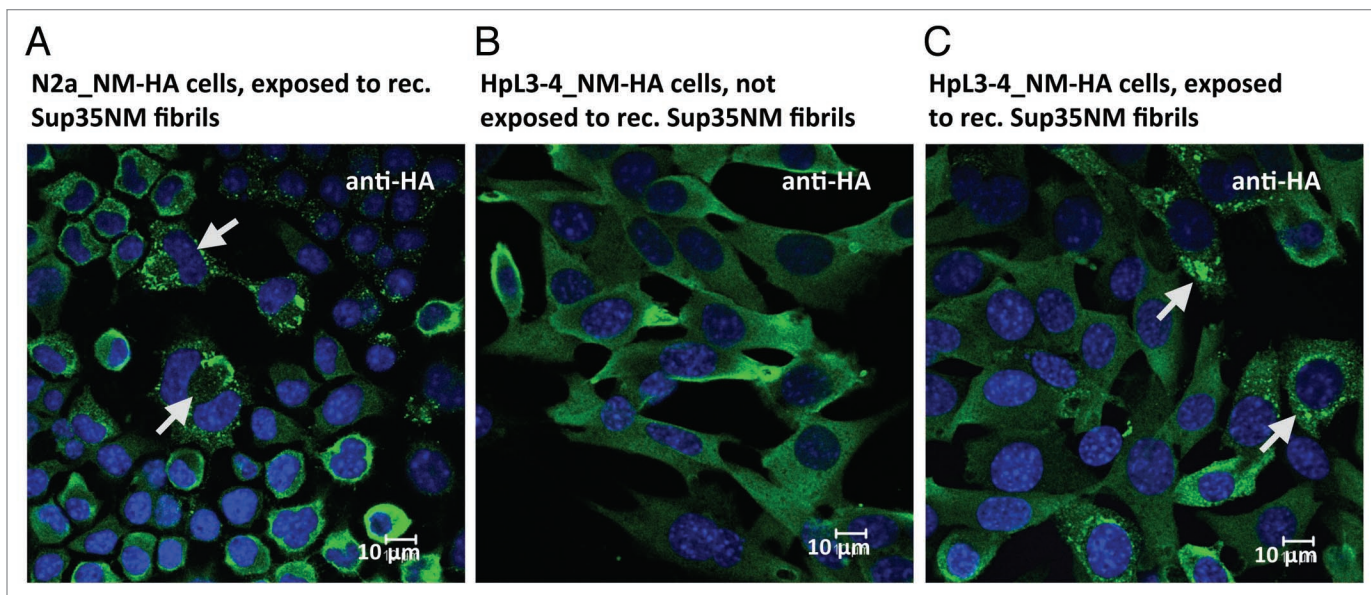 A
N2a_NM-HA cells, exposed to rec.
Sup35NM fibrils
anti-HA
10 µm
B
HpL3-4_NM-HA cells, not
exposed to rec. Sup35NM fibrils
anti-HA
10 µm
C
HpL3-4_NM-HA cells, exposed
to rec. Sup35NM fibrils
anti-HA
10 µm